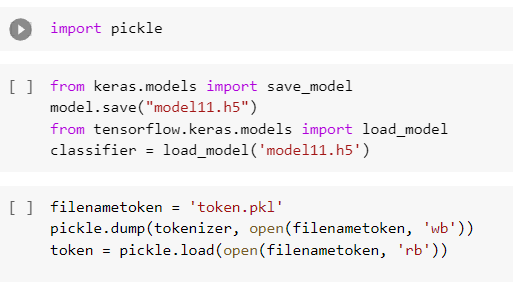 import pickle
[ ] from keras.models import save_model
model.save("model11.h5")
from tensorflow.keras.models import load_model
classifier = load_model('model11.h5')
[ ] filenametoken = 'token.pkl'
pickle.dump(tokenizer, open(filenametoken, 'wb'))
token = pickle.load(open(filenametoken, 'rb'))